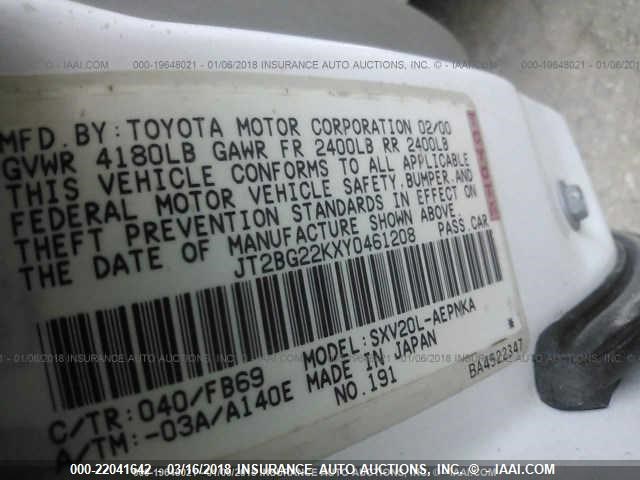 000-19648021 - 01/06/2018 INSURANCE AUTO AUCTIONS, INC. - © IAAI.COM
MFD. BY: TOYOTA MOTOR CORPORATION 02/00
GVWR 4180LB GAWR FR 2400LB RR 2400LB
THIS VEHICLE CONFORMS TO ALL APPLICABLE
FEDERAL MOTOR VEHICLE SAFETY, BUMPER, AND
THEFT PREVENTION STANDARDS IN EFFECT ON
THE DATE OF MANUFACTURE SHOWN ABOVE.
JT2BG22KXY0461208 PASS. CAR
C/TR: 040/FB69 MODEL: SXV20L-AEPNKA
A/TM: -03A/A140E MADE IN JAPAN
NO. 191 BA4522347
000-22041642 - 03/16/2018 INSURANCE AUTO AUCTIONS, INC. - © IAAI.COM